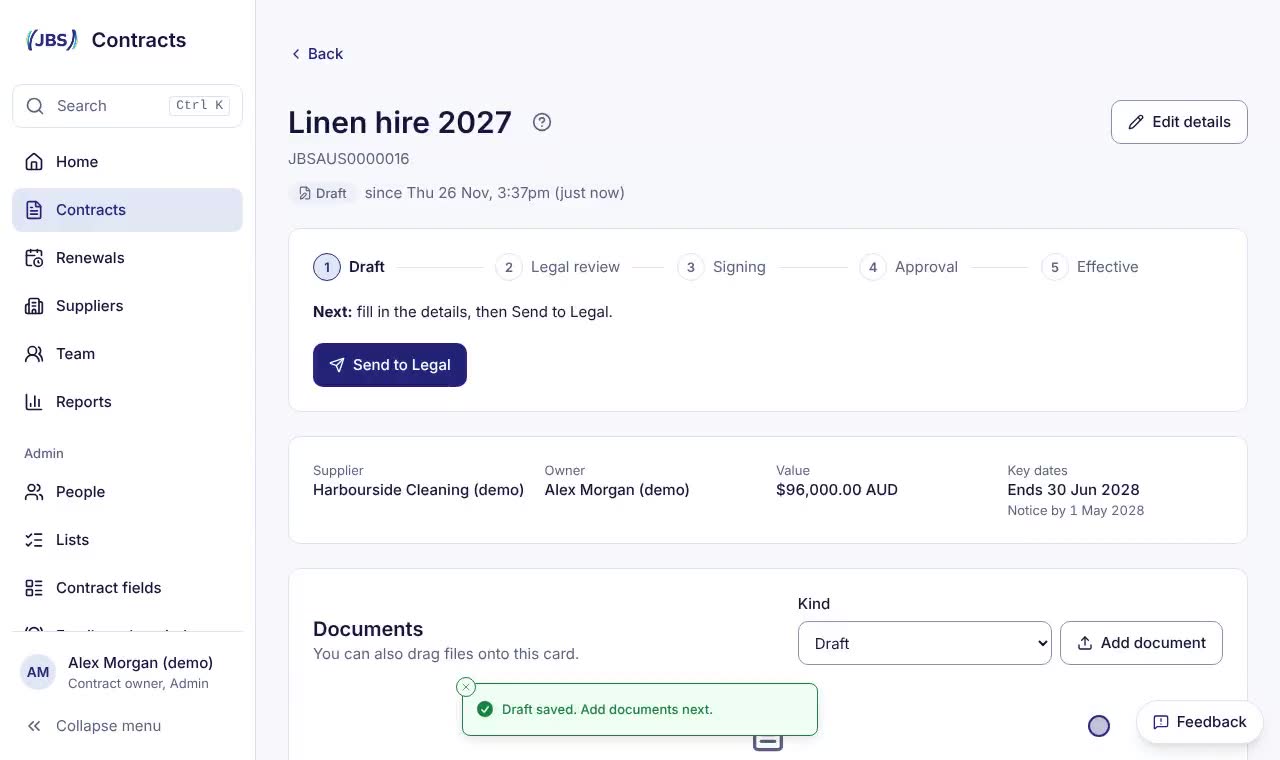 JBS Contracts
Search Ctrl K
Home
Contracts
Renewals
Suppliers
Team
Reports
Admin
People
Lists
Contract fields
AM
Alex Morgan (demo)
Contract owner, Admin
Collapse menu
Back
Linen hire 2027
Edit details
JBSAUS0000016
Draft since Thu 26 Nov, 3:37pm (just now)
1 Draft 2 Legal review 3 Signing 4 Approval 5 Effective
Next: fill in the details, then Send to Legal.
Send to Legal
Supplier Owner Value Key dates
Harbourside Cleaning (demo) Alex Morgan (demo) $96,000.00 AUD Ends 30 Jun 2028
Notice by 1 May 2028
Kind
Documents
You can also drag files onto this card.
Draft Add document
Draft saved. Add documents next.
Feedback